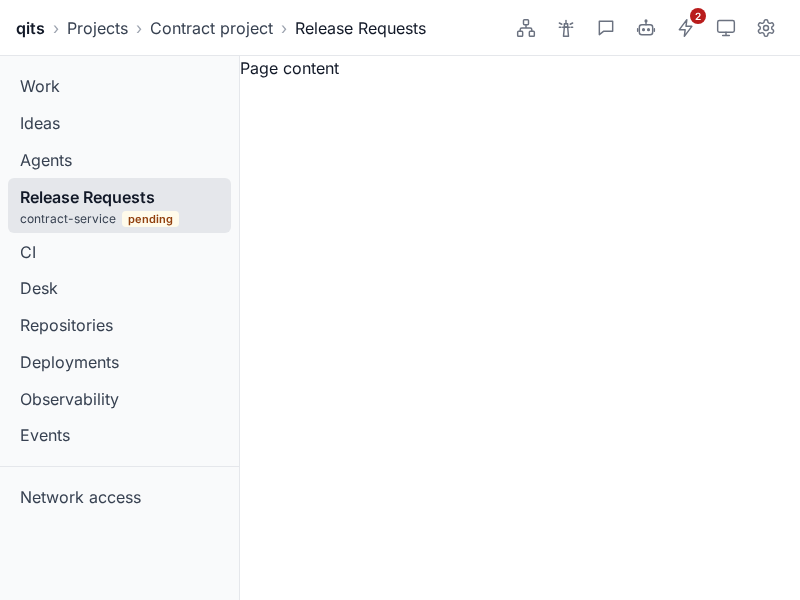 qits › Projects › Contract project › Release Requests
2
Work
Ideas
Agents
Release Requests
contract-service pending
CI
Desk
Repositories
Deployments
Observability
Events
Network access
Page content